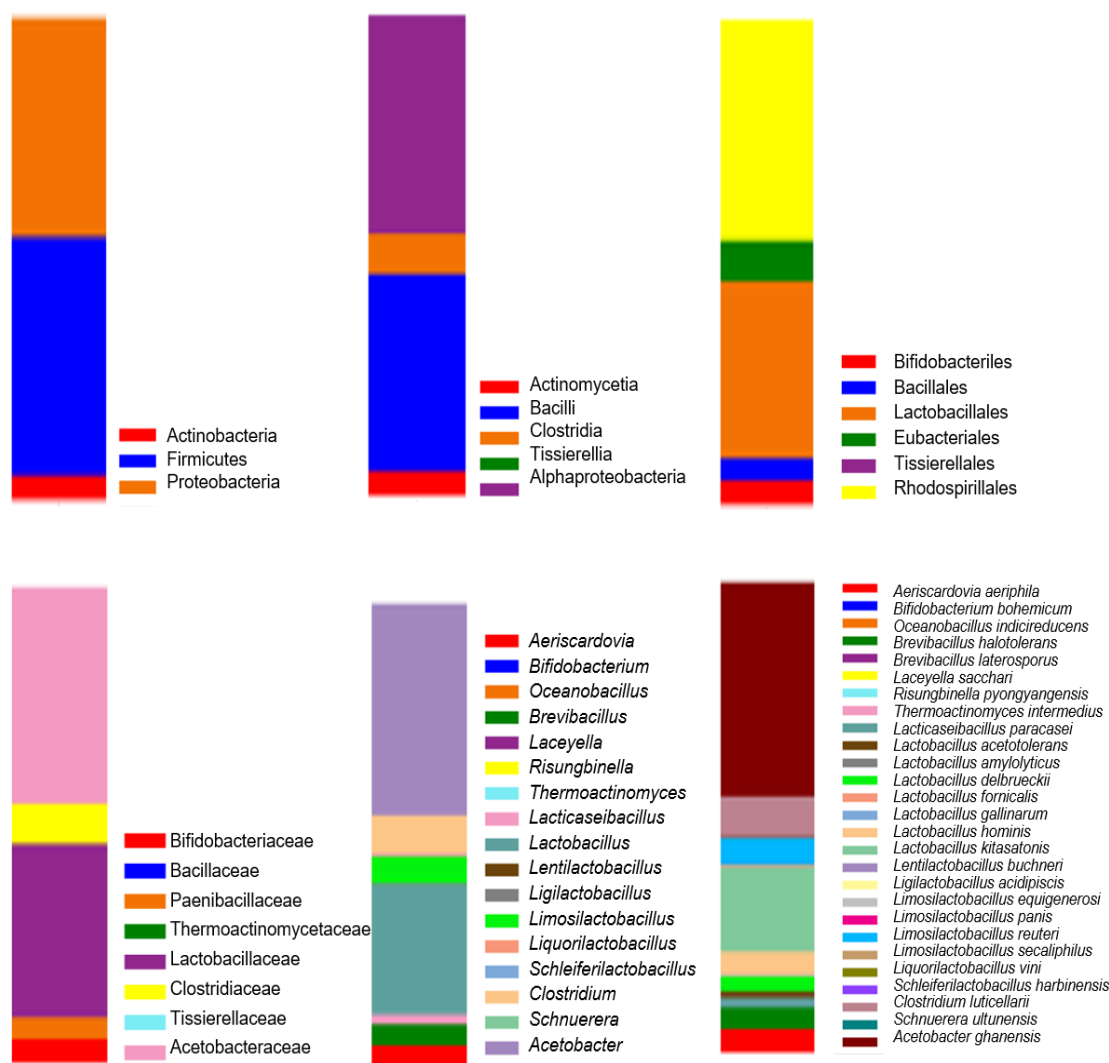 Actinobacteria
Firmicutes
Proteobacteria
Actinomycetia
Bacilli
Clostridia
Tissierellia
Alphaproteobacteria
Bifidobacteriles
Bacillales
Lactobacillales
Eubacteriales
Tissierellales
Rhodospirillales
Bifidobacteriaceae
Bacillaceae
Paenibacillaceae
Thermoactinomycetaceae
Lactobacillaceae
Clostridiaceae
Tissierellaceae
Acetobacteraceae
Aeriscardovia
Bifidobacterium
Oceanobacillus
Brevibacillus
Laceyella
Risungbinella
Thermoactinomyces
Lacticaseibacillus
Lactobacillus
Lentilactobacillus
Ligilactobacillus
Limosilactobacillus
Liquorilactobacillus
Schleiferilactobacillus
Clostridium
Schnuerera
Acetobacter
Aeriscardovia aeriphila
Bifidobacterium bohemicum
Oceanobacillus indicireducens
Brevibacillus halotolerans
Brevibacillus laterosporus
Laceyella sacchari
Risungbinella pyongyangensis
Thermoactinomyces intermedius
Lacticaseibacillus paracasei
Lactobacillus acetotolerans
Lactobacillus amylolyticus
Lactobacillus delbrueckii
Lactobacillus fornicalis
Lactobacillus gallinarum
Lactobacillus hominis
Lactobacillus kitasatonis
Lentilactobacillus buchneri
Ligilactobacillus acidipiscis
Limosilactobacillus equigenerosi
Limosilactobacillus panis
Limosilactobacillus reuteri
Limosilactobacillus secaliphilus
Liquorilactobacillus vini
Schleiferilactobacillus harbinensis
Clostridium luticellarii
Schnuerera ultunensis
Acetobacter ghanensis